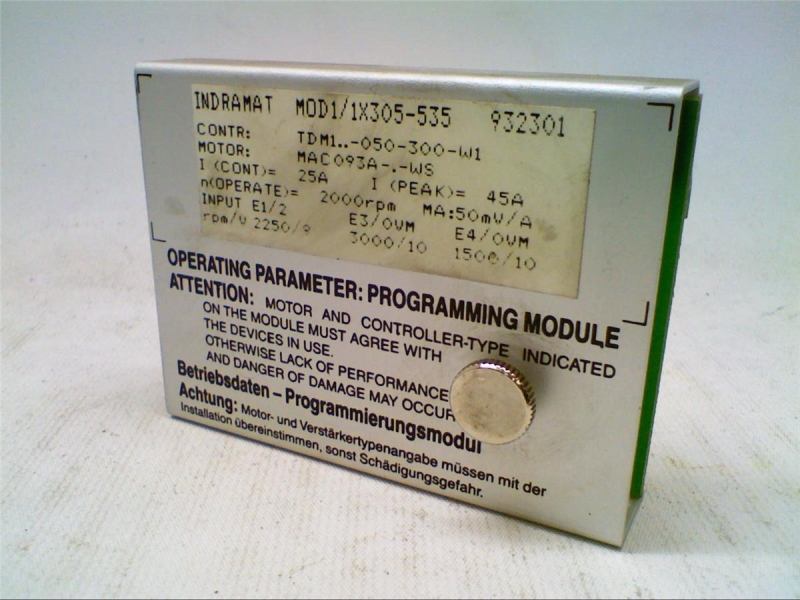 INDRAMAT MOD1/1X305-535 932301
CONTR: TDM1..-050-300-W1
MOTOR: MAC093A-.-WS
I (CONT)= 25A I (PEAK)= 45A
n(OPERATE)= 2000rpm MA:50mV/A
INPUT E1/2 E3/0VM E4/0VM
rpm/V 2250/9 3000/10 1500/10
OPERATING PARAMETER: PROGRAMMING MODULE
ATTENTION: MOTOR AND CONTROLLER-TYPE INDICATED
ON THE MODULE MUST AGREE WITH
THE DEVICES IN USE.
OTHERWISE LACK OF PERFORMANCE
AND DANGER OF DAMAGE MAY OCCUR
Betriebsdaten – Programmierungsmodul
Achtung: Motor- und Verstärkertypenangabe müssen mit der
Installation übereinstimmen, sonst Schädigungsgefahr.